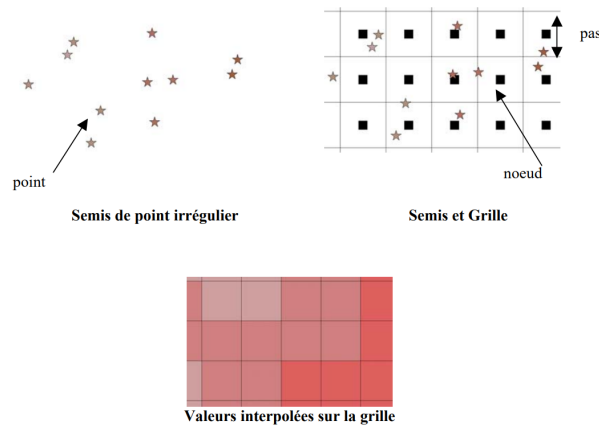 pas
point
noeud
Semis de point irrégulier
Semis et Grille
Valeurs interpolées sur la grille